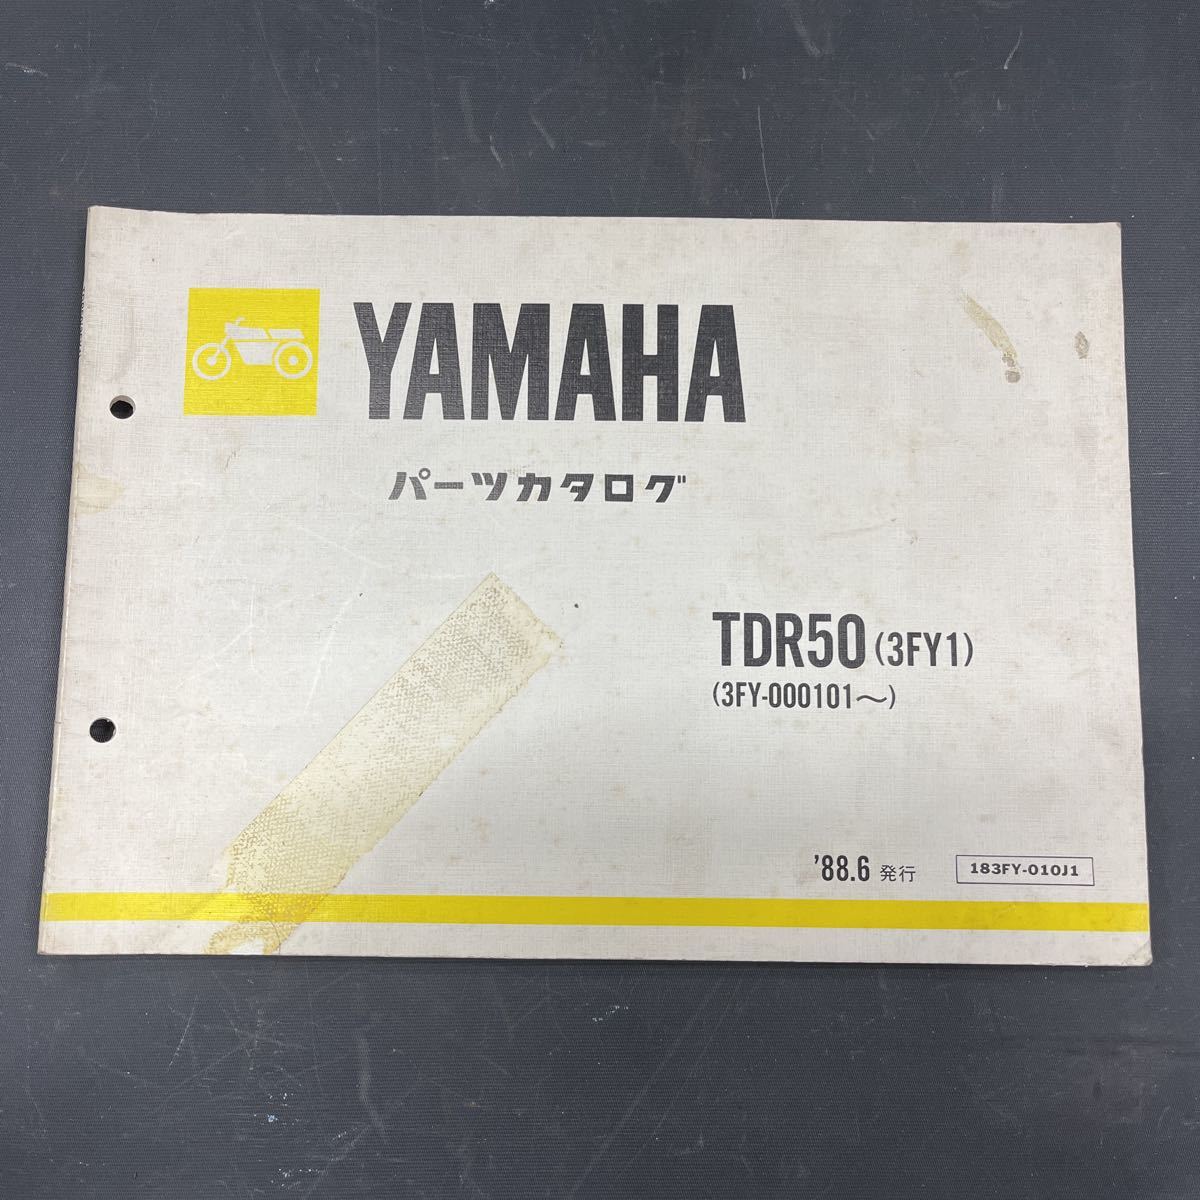 YAMAHA
パーツカタログ
TDR50 (3FY1)
(3FY-000101〜)
'88.6 発行
183FY-010J1